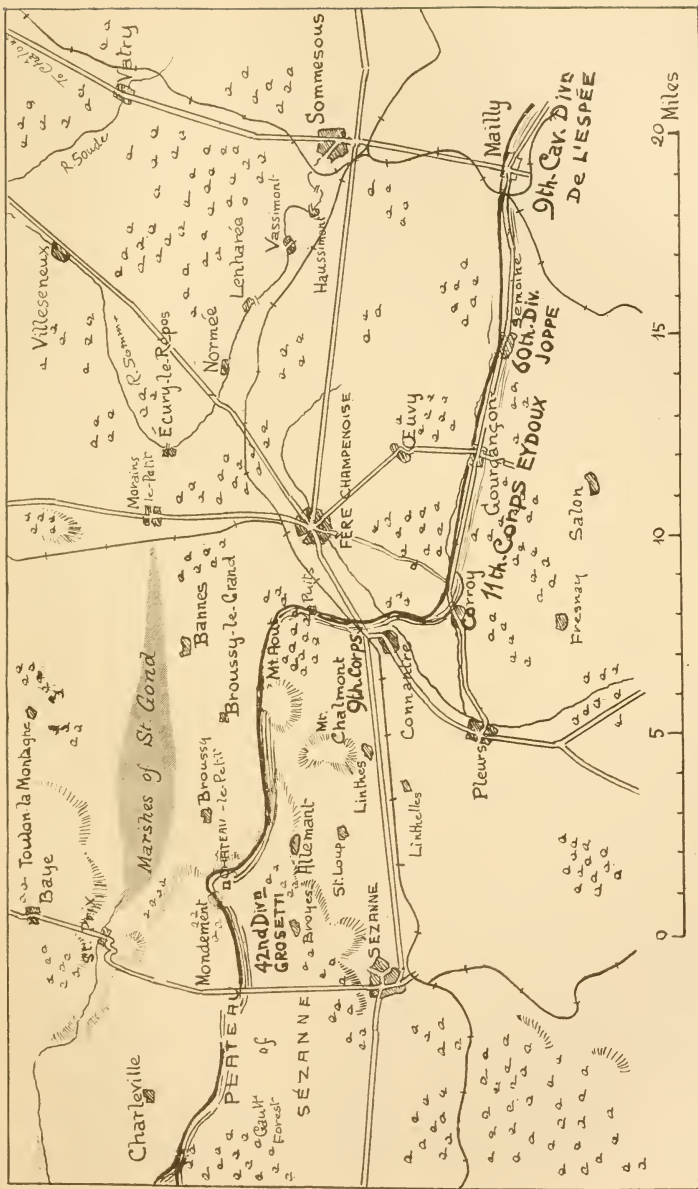 Charleville
St. Prix
Baye
Toulon-la Montagne
Marshes of St. Gond
Morains
-le-Petit
Villeseneux
R. Somme
Écury-le-Repos
R. Soude
To Châlons
Vatry
Normée
Lenharée
Vassimont
Haussimont
Sommesous
Bannes
Broussy-le-Grand
Broussy
-le-Petit
CHÂTEAU
Mondement
PLATEAU
of
SÉZANNE
Gault
Forest
42nd Divn
GROSETTI
Broyes
Allemant
St. Loup
Mt. Aout
Puits
Mt.
Chalmont
9th. Corps
Linthes
Linthelles
SÉZANNE
Connantre
FÈRE CHAMPENOISE
Œuvy
Pleurs
Corroy
Gourgançon
11th. Corps EYDOUX
Semoine
60th. Div.
JOPPE
Mailly
9th. Cav. Divn
De L'ESPÉE
Fresnay
Salon
0 5 10 15 20 Miles